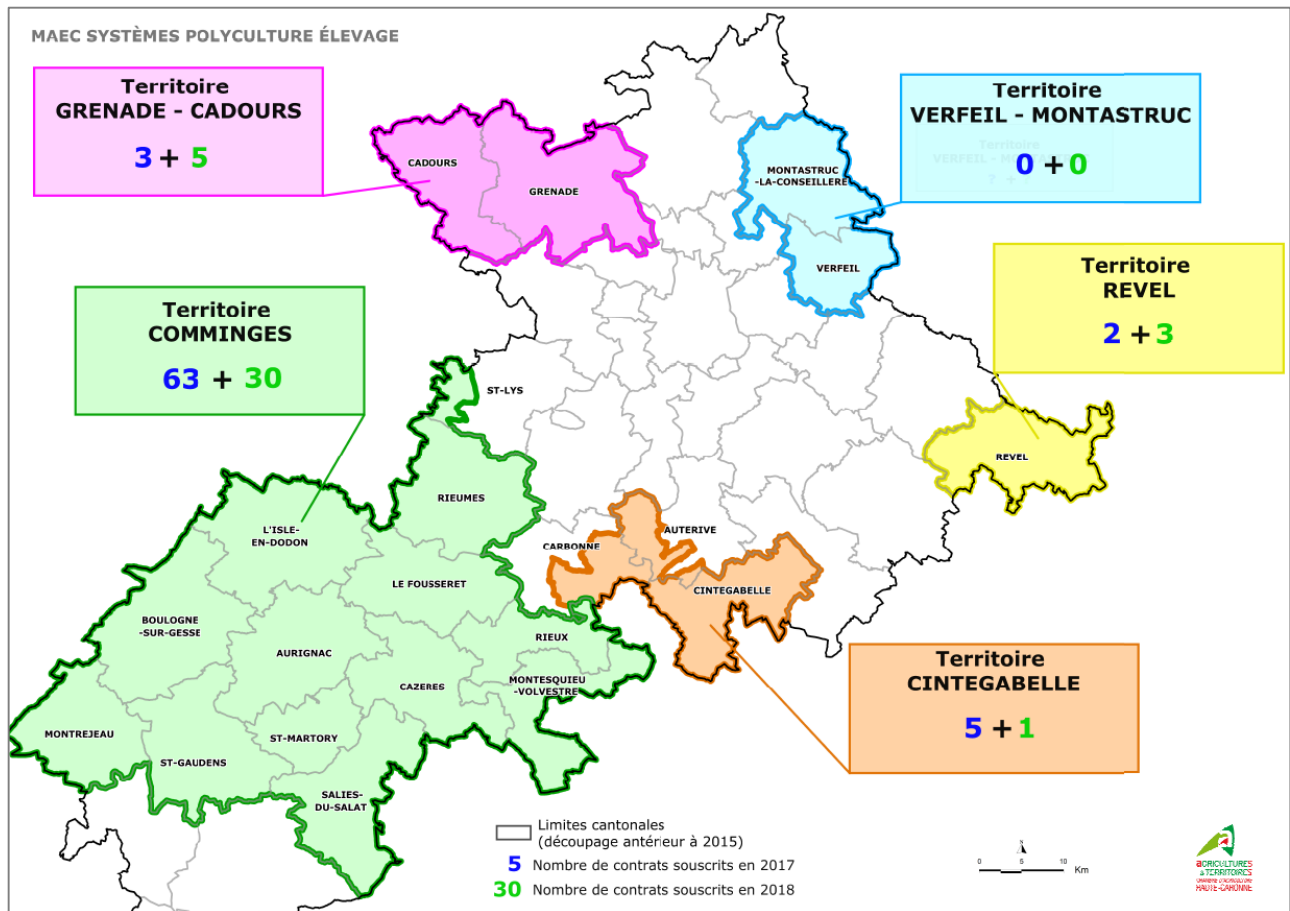 MAEC SYSTÈMES POLYCULTURE ÉLEVAGE
Territoire
GRENADE - CADOURS
3 + 5
Territoire
VERFEIL - MONTASTRUC
0 + 0
Territoire
REVEL
2 + 3
Territoire
COMMINGES
63 + 30
Territoire
CINTEGABELLE
5 + 1
CADOURS
GRENADE
MONTASTRUC
-LA-CONSEILLERE
VERFEIL
ST-LYS
REVEL
RIEUMES
L'ISLE-
EN-DODON
CARBONNE
AUTERIVE
LE FOUSSERET
CINTEGABELLE
BOULOGNE
-SUR-GESSE
AURIGNAC
RIEUX
CAZERES
MONTESQUIEU
-VOLVESTRE
MONTREJEAU
ST-MARTORY
ST-GAUDENS
SALIES-
DU-SALAT
Limites cantonales
(découpage antérieur à 2015)
5 Nombre de contrats souscrits en 2017
30 Nombre de contrats souscrits en 2018
0 5 10
Km
AGRICULTURES
& TERRITOIRES
CHAMBRE D'AGRICULTURE
HAUTE-GARONNE